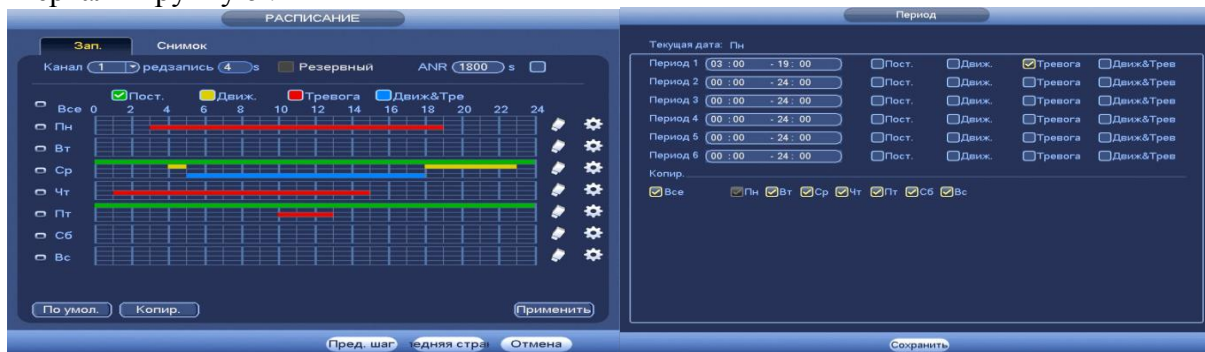 РАСПИСАНИЕ
Зап. Снимок
Канал 1 редзапись 4 s Резервный ANR 1800 s
Пост. Движ. Тревога Движ&Тре
Все 0 2 4 6 8 10 12 14 16 18 20 22 24
Пн
Вт
Ср
Чт
Пт
Сб
Вс
По умол. Копир. Применить
Пред. шаг едняя стра Отмена
Период
Текущая дата: Пн
Период 1 03 :00 - 19 : 00 Пост. Движ. Тревога Движ&Трев
Период 2 00 :00 - 24 : 00 Пост. Движ. Тревога Движ&Трев
Период 3 00 :00 - 24 : 00 Пост. Движ. Тревога Движ&Трев
Период 4 00 :00 - 24 : 00 Пост. Движ. Тревога Движ&Трев
Период 5 00 :00 - 24 : 00 Пост. Движ. Тревога Движ&Трев
Период 6 00 :00 - 24 : 00 Пост. Движ. Тревога Движ&Трев
Копир.
Все Пн Вт Ср Чт Пт Сб Вс
Сохранить